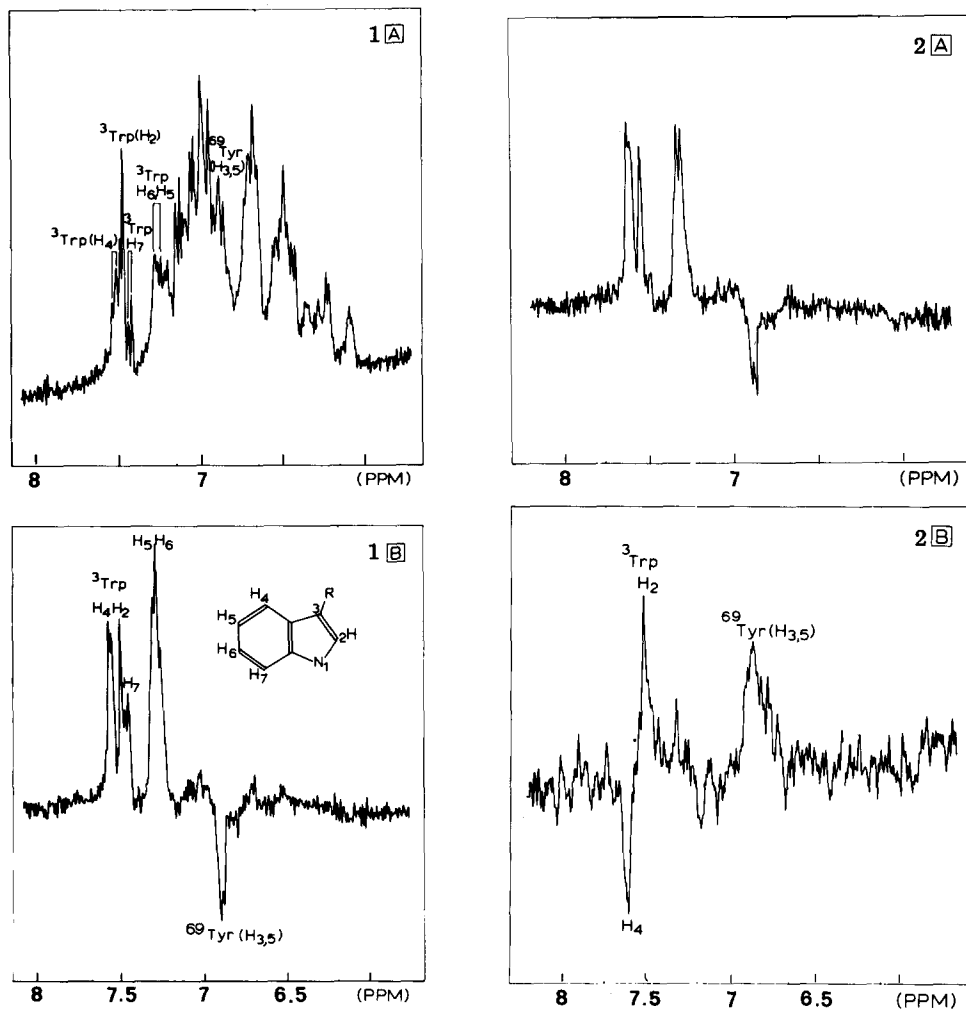 1 A
³Trp(H₂)
³Trp
H₆H₅
⁶⁹Tyr
(H₃,₅)
³Trp(H₄)
³Trp
H₇
8 7 (PPM)
2 A
8 7 (PPM)
1 B
H₅H₆
³Trp
H₄H₂
H₇
H₄
R
H₅
3
2H
H₆
N₁
H₇
⁶⁹Tyr (H₃,₅)
8 7.5 7 6.5 (PPM)
2 B
³Trp
H₂
⁶⁹Tyr(H₃,₅)
H₄
8 7.5 7 6.5 (PPM)